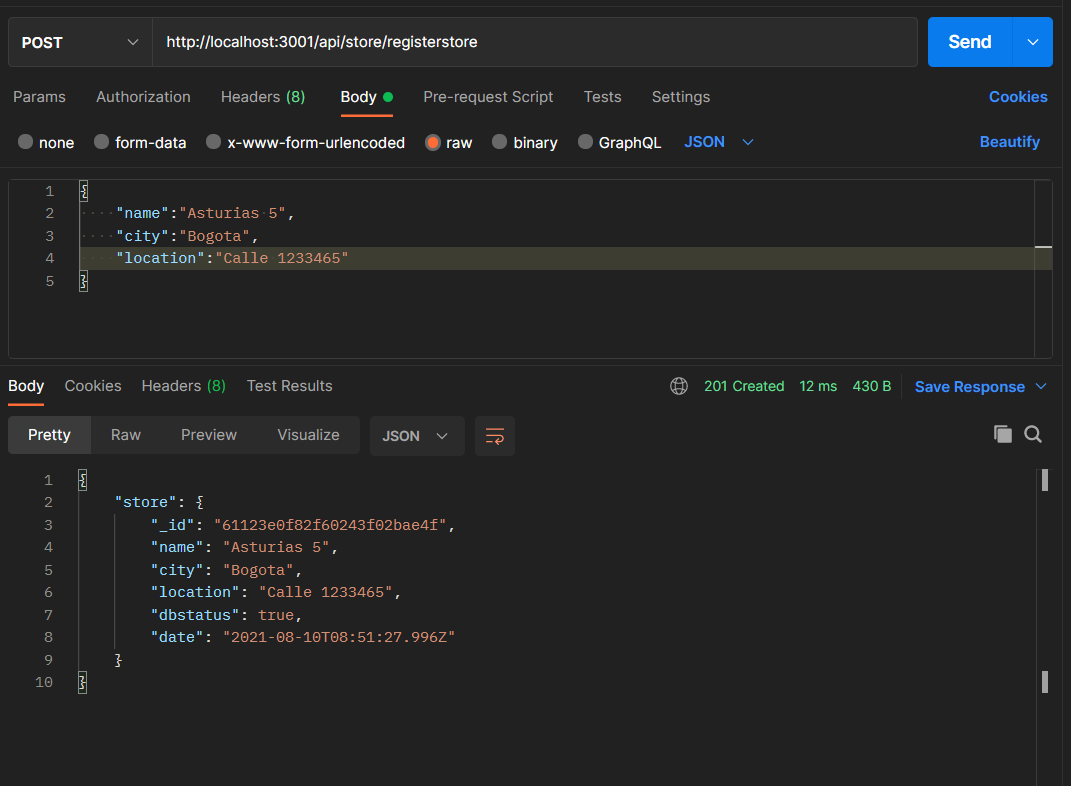 POST http://localhost:3001/api/store/registerstore Send
Params Authorization Headers (8) Body Pre-request Script Tests Settings Cookies
none form-data x-www-form-urlencoded raw binary GraphQL JSON Beautify
1 {
2 "name":"Asturias 5",
3 "city":"Bogota",
4 "location":"Calle 1233465"
5 }
Body Cookies Headers (8) Test Results 201 Created 12 ms 430 B Save Response
Pretty Raw Preview Visualize JSON
1 {
2 "store": {
3 "_id": "61123e0f82f60243f02bae4f",
4 "name": "Asturias 5",
5 "city": "Bogota",
6 "location": "Calle 1233465",
7 "dbstatus": true,
8 "date": "2021-08-10T08:51:27.996Z"
9 }
10 }